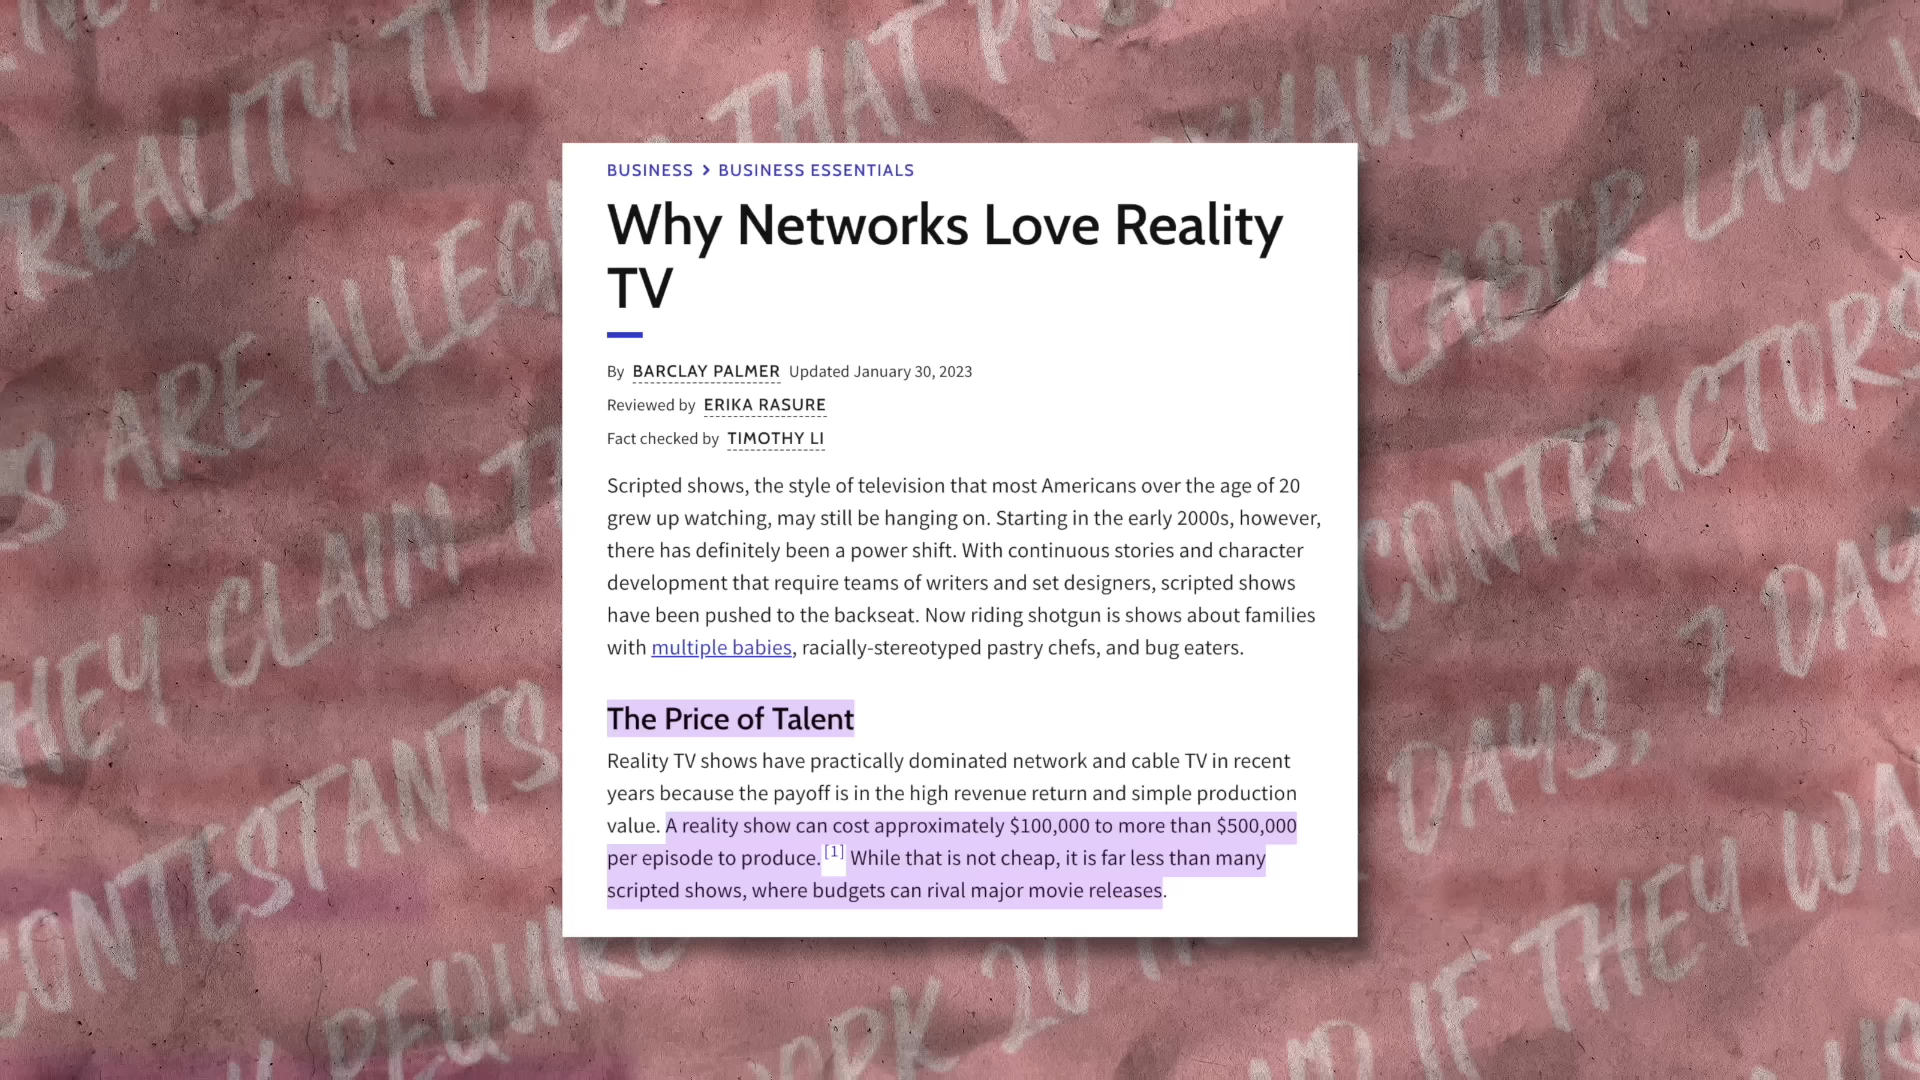 REALITY TV
THAT
EXHAUSTION
LABOR LAW
S ARE ALLEG
CONTRACTORS
THEY CLAIM
7 DAYS
DAYS,
CONTESTANTS
REQUIRE
WORK 20
IF THEY WA
BUSINESS > BUSINESS ESSENTIALS
Why Networks Love Reality
TV
By BARCLAY PALMER Updated January 30, 2023
Reviewed by ERIKA RASURE
Fact checked by TIMOTHY LI
Scripted shows, the style of television that most Americans over the age of 20
grew up watching, may still be hanging on. Starting in the early 2000s, however,
there has definitely been a power shift. With continuous stories and character
development that require teams of writers and set designers, scripted shows
have been pushed to the backseat. Now riding shotgun is shows about families
with multiple babies, racially-stereotyped pastry chefs, and bug eaters.
The Price of Talent
Reality TV shows have practically dominated network and cable TV in recent
years because the payoff is in the high revenue return and simple production
value. A reality show can cost approximately $100,000 to more than $500,000
per episode to produce.[1] While that is not cheap, it is far less than many
scripted shows, where budgets can rival major movie releases.